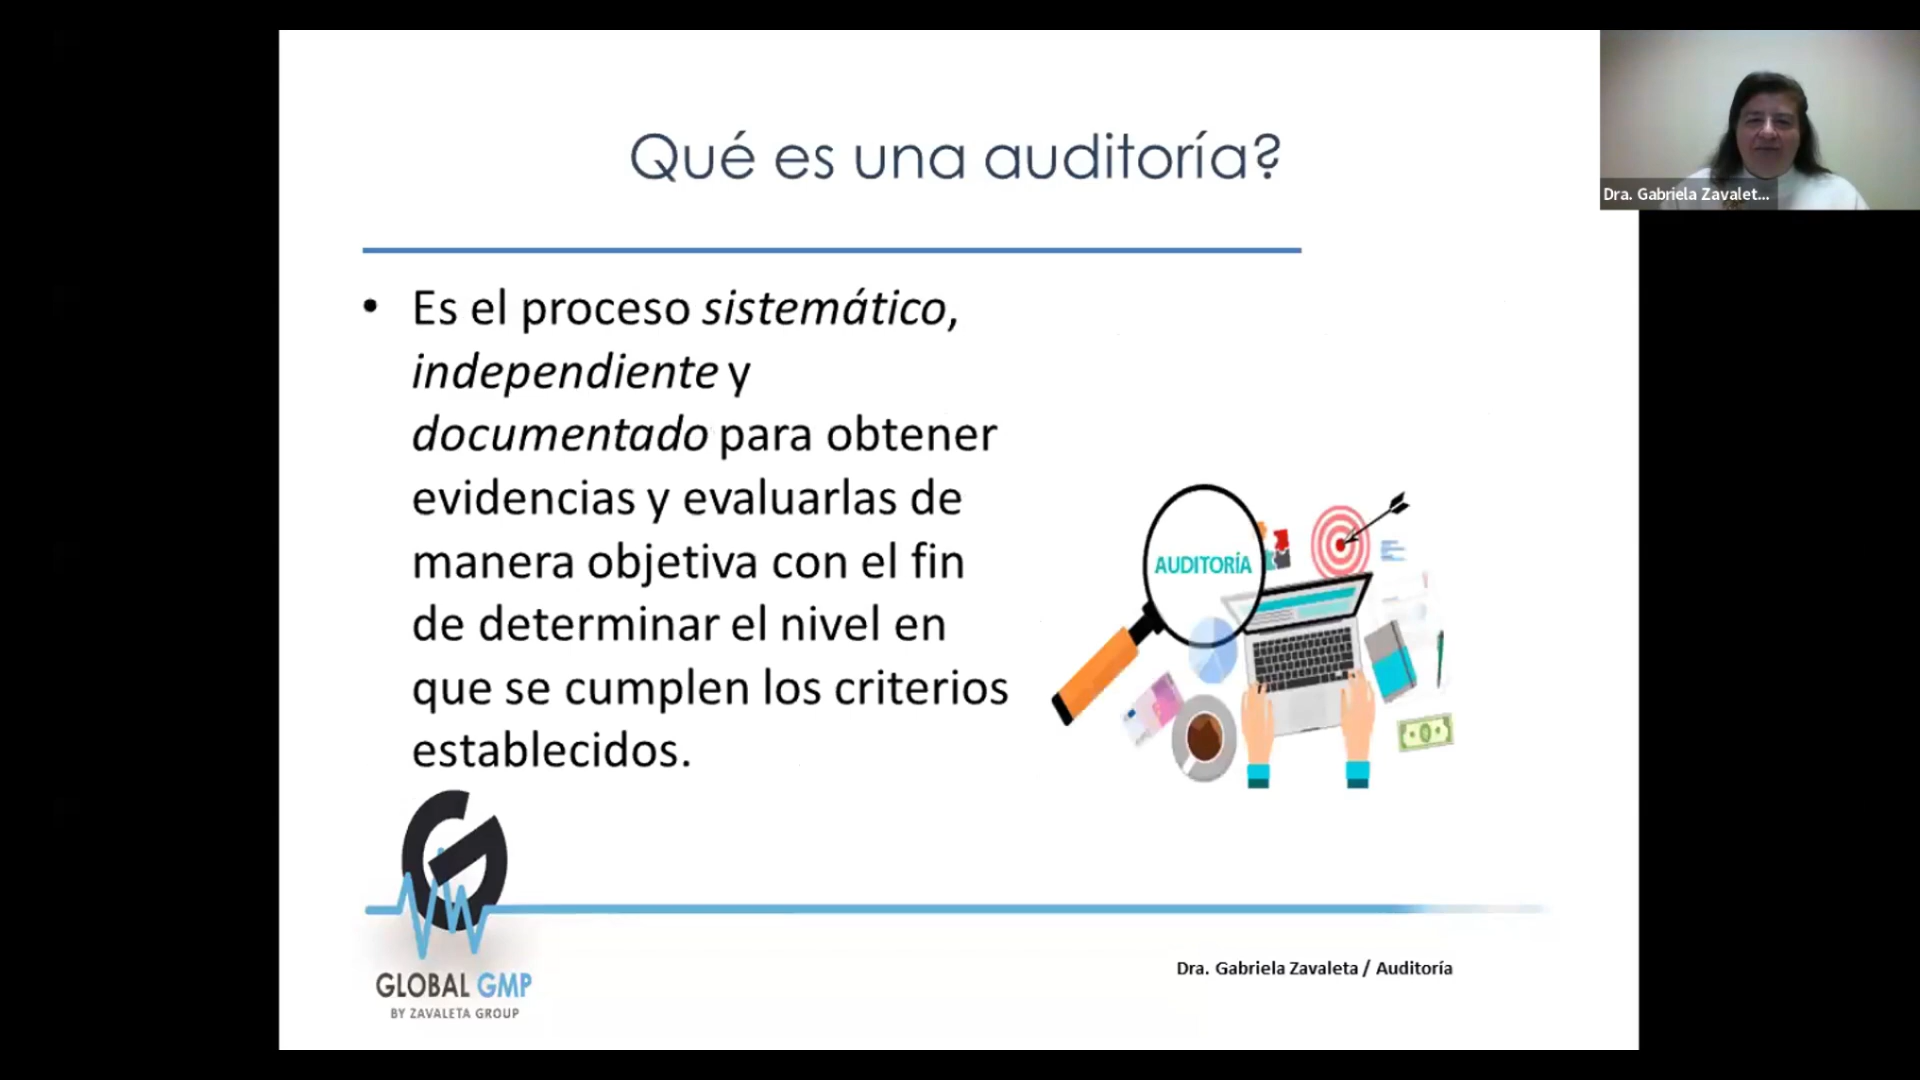 Qué es una auditoría?
Dra. Gabriela Zavalet...
• Es el proceso sistemático,
independiente y
documentado para obtener
evidencias y evaluarlas de
manera objetiva con el fin
de determinar el nivel en
que se cumplen los criterios
establecidos.
AUDITORÍA
GLOBAL GMP
BY ZAVALETA GROUP
Dra. Gabriela Zavaleta / Auditoría